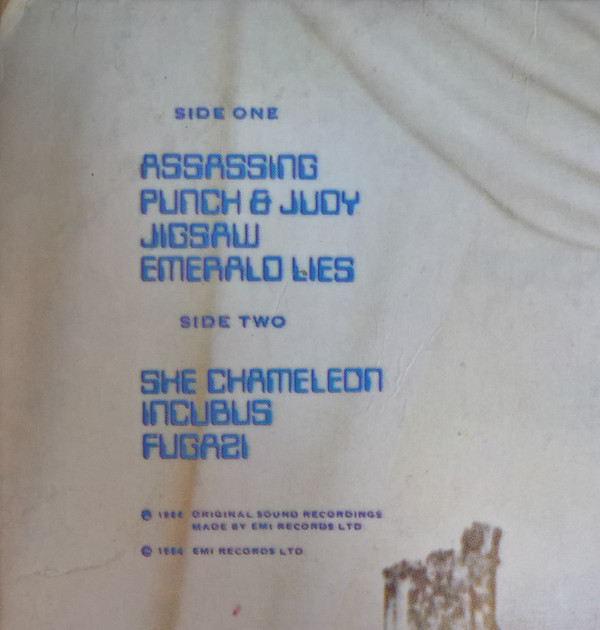 SIDE ONE
ASSASSING
PUNCH & JUDY
JIGSAW
EMERALD LIES
SIDE TWO
SHE CHAMELEON
INCUBUS
FUGAZI
℗ 1984 ORIGINAL SOUND RECORDINGS
MADE BY EMI RECORDS LTD.
© 1984 EMI RECORDS LTD.